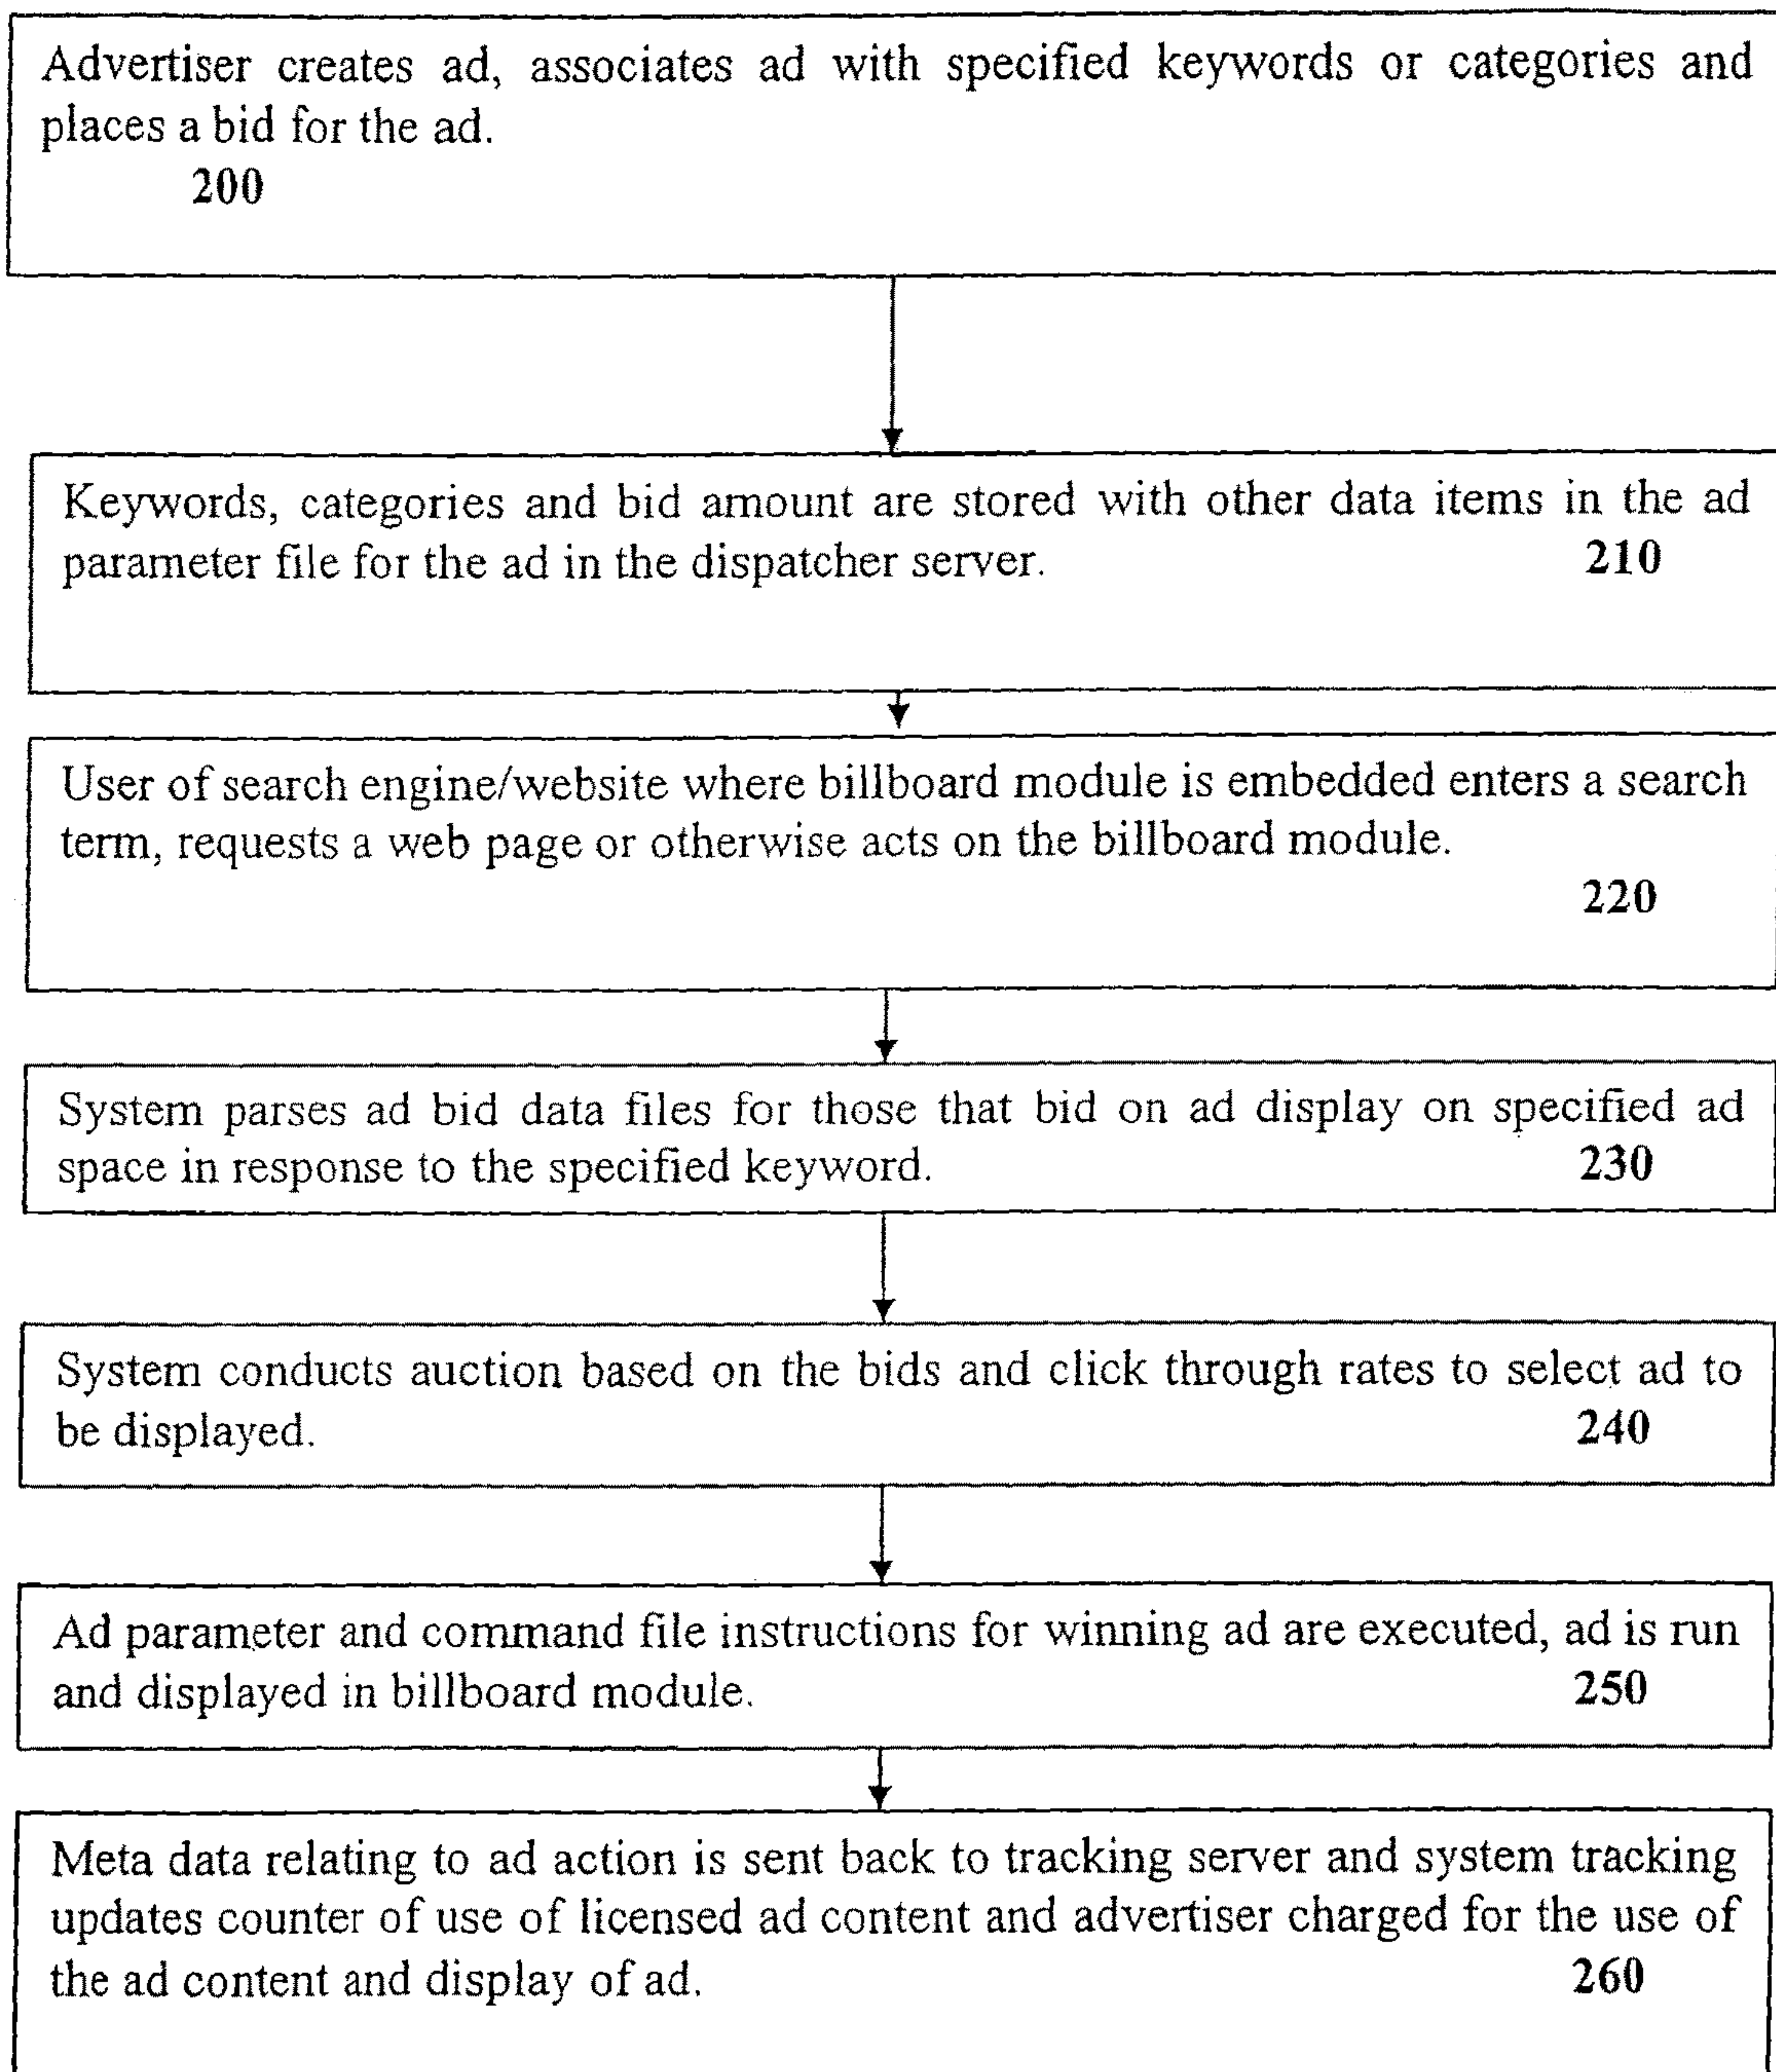 Advertiser creates ad, associates ad with specified keywords or categories and
places a bid for the ad.
200
Keywords, categories and bid amount are stored with other data items in the ad
parameter file for the ad in the dispatcher server. 210
User of search engine/website where billboard module is embedded enters a search
term, requests a web page or otherwise acts on the billboard module.
220
System parses ad bid data files for those that bid on ad display on specified ad
space in response to the specified keyword. 230
System conducts auction based on the bids and click through rates to select ad to
be displayed. 240
Ad parameter and command file instructions for winning ad are executed, ad is run
and displayed in billboard module. 250
Meta data relating to ad action is sent back to tracking server and system tracking
updates counter of use of licensed ad content and advertiser charged for the use of
the ad content and display of ad. 260